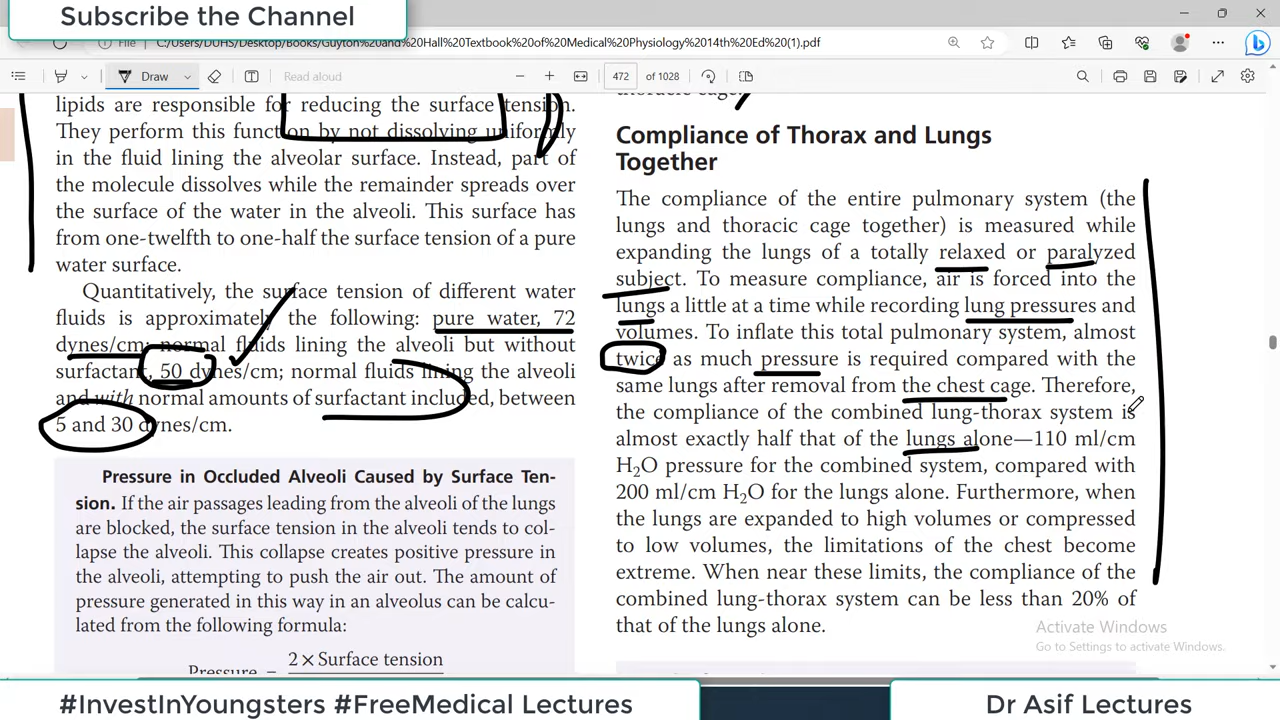 Subscribe the Channel
File
C:/Users/DUHS/Desktop/Books/Guyton%20and%20Hall%20Textbook%20of%20Medical%20Physiology%2014th%20Ed%20(1).pdf
Draw
Read aloud
472 of 1028
lipids are responsible for reducing the surface tension.
They perform this function by not dissolving uniformly
in the fluid lining the alveolar surface. Instead, part of
the molecule dissolves while the remainder spreads over
the surface of the water in the alveoli. This surface has
from one-twelfth to one-half the surface tension of a pure
water surface.
Quantitatively, the surface tension of different water
fluids is approximately the following: pure water, 72
dynes/cm; normal fluids lining the alveoli but without
surfactant, 50 dynes/cm; normal fluids lining the alveoli
and with normal amounts of surfactant included, between
5 and 30 dynes/cm.
Pressure in Occluded Alveoli Caused by Surface Ten-
sion. If the air passages leading from the alveoli of the lungs
are blocked, the surface tension in the alveoli tends to col-
lapse the alveoli. This collapse creates positive pressure in
the alveoli, attempting to push the air out. The amount of
pressure generated in this way in an alveolus can be calcu-
lated from the following formula:
Pressure = 2 × Surface tension
thoracic cage.
Compliance of Thorax and Lungs
Together
The compliance of the entire pulmonary system (the
lungs and thoracic cage together) is measured while
expanding the lungs of a totally relaxed or paralyzed
subject. To measure compliance, air is forced into the
lungs a little at a time while recording lung pressures and
volumes. To inflate this total pulmonary system, almost
twice as much pressure is required compared with the
same lungs after removal from the chest cage. Therefore,
the compliance of the combined lung-thorax system is
almost exactly half that of the lungs alone—110 ml/cm
H₂O pressure for the combined system, compared with
200 ml/cm H₂O for the lungs alone. Furthermore, when
the lungs are expanded to high volumes or compressed
to low volumes, the limitations of the chest become
extreme. When near these limits, the compliance of the
combined lung-thorax system can be less than 20% of
that of the lungs alone.
Activate Windows
Go to Settings to activate Windows.
#InvestInYoungsters #FreeMedical Lectures
Dr Asif Lectures